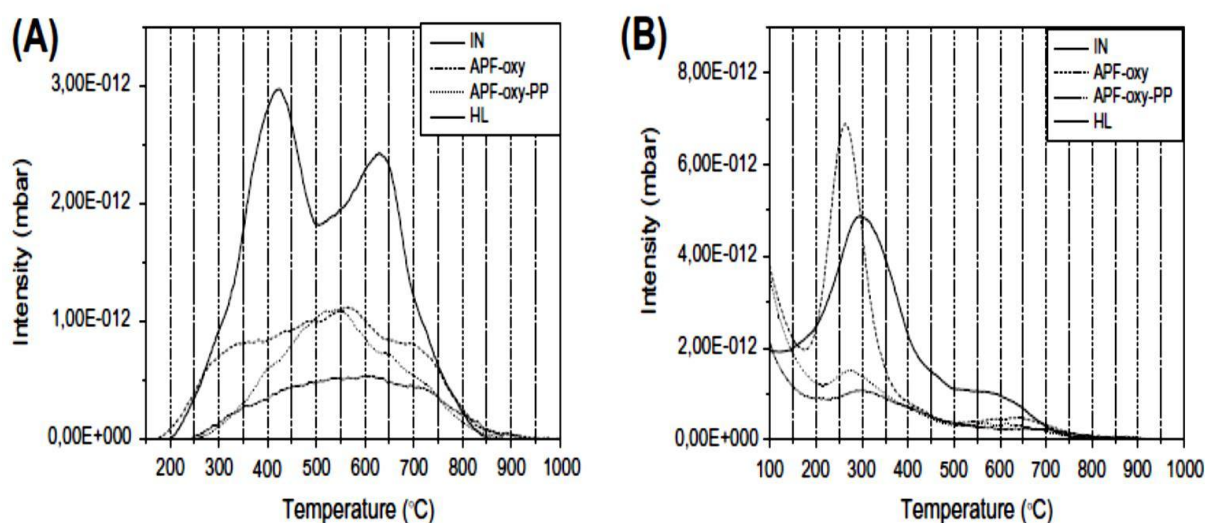 (A)
IN
APF-oxy
APF-oxy-PP
HL
3,00E-012
2,00E-012
1,00E-012
0,00E+000
Intensity (mbar)
200 300 400 500 600 700 800 900 1000
Temperature (°C)
(B)
IN
APF-oxy
APF-oxy-PP
HL
8,00E-012
6,00E-012
4,00E-012
2,00E-012
0,00E+000
Intensity (mbar)
100 200 300 400 500 600 700 800 900 1000
Temperature (°C)